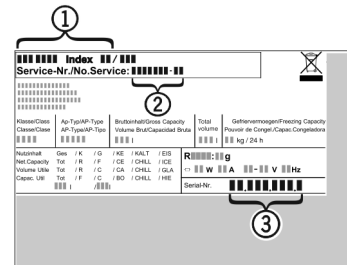 1
Index /
Service-Nr./No.Service: -
2
Klasse/Class Ap-Typ/AP-Type Bruttoinhalt/Gross Capacity Total Gefriervermoegen/Freezing Capacity
Classe/Clase AP-Type/AP-Tipo Volume Brut/Capacidad Bruta volume Pouvoir de Congel./Capac.Congeladora
l l kg / 24 h
Nutzinhalt Ges / K / G / KE / KALT / EIS
Net Capacity Tot / R / F / CE / CHILL / ICE
Volume Utile Tot / R / C / CA / CHILL / GLA
Capac. Util Tot / F / C / BO / CHILL / HIE
l / l
R : g
W A - V Hz
Serial-Nr.
3